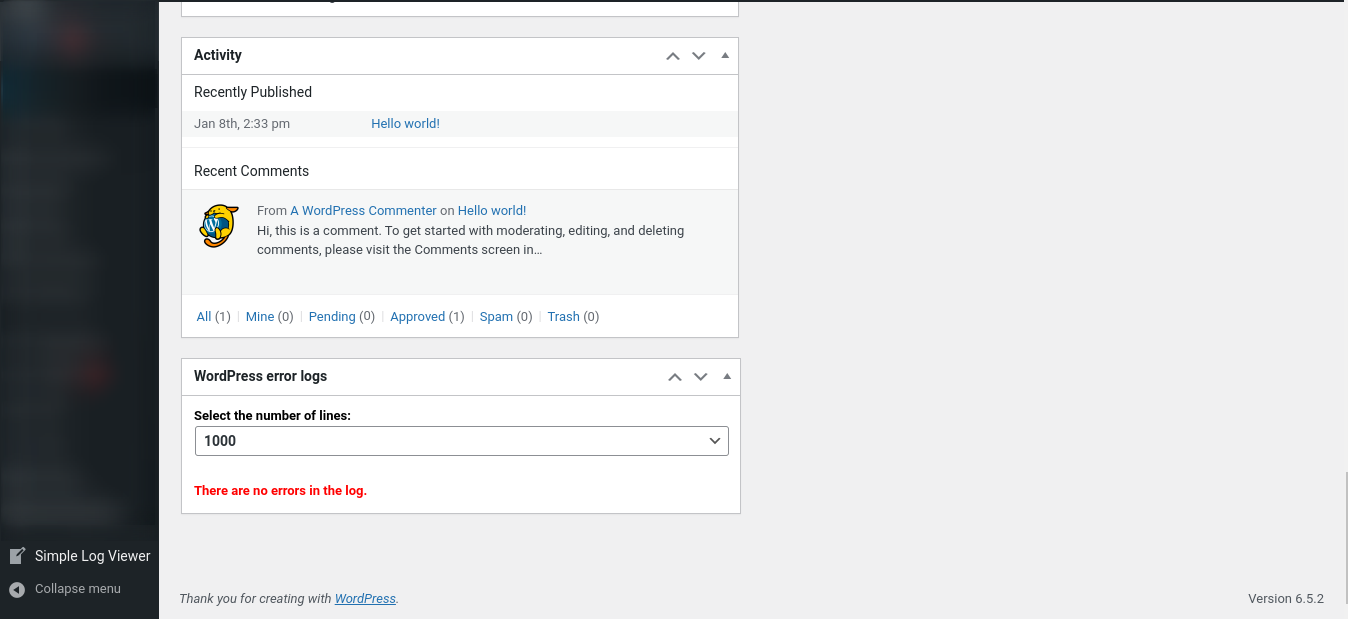 Activity
Recently Published
Jan 8th, 2:33 pm Hello world!
Recent Comments
From A WordPress Commenter on Hello world!
Hi, this is a comment. To get started with moderating, editing, and deleting
comments, please visit the Comments screen in…
All (1) | Mine (0) | Pending (0) | Approved (1) | Spam (0) | Trash (0)
WordPress error logs
Select the number of lines:
1000
There are no errors in the log.
Simple Log Viewer
Collapse menu
Thank you for creating with WordPress.
Version 6.5.2